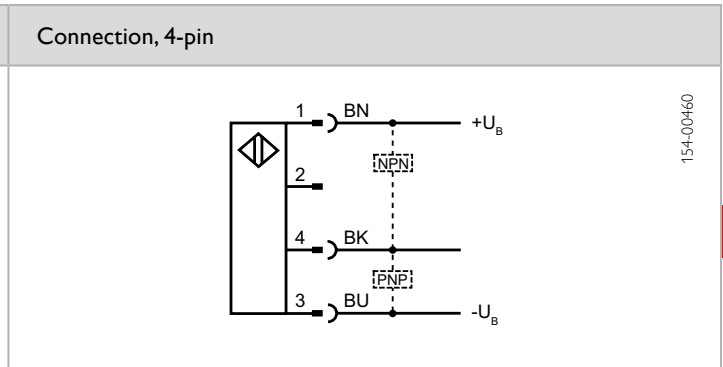 Connection, 4-pin
1 BN +U_B
NPN
2
4 BK
PNP
3 BU -U_B
154-00460